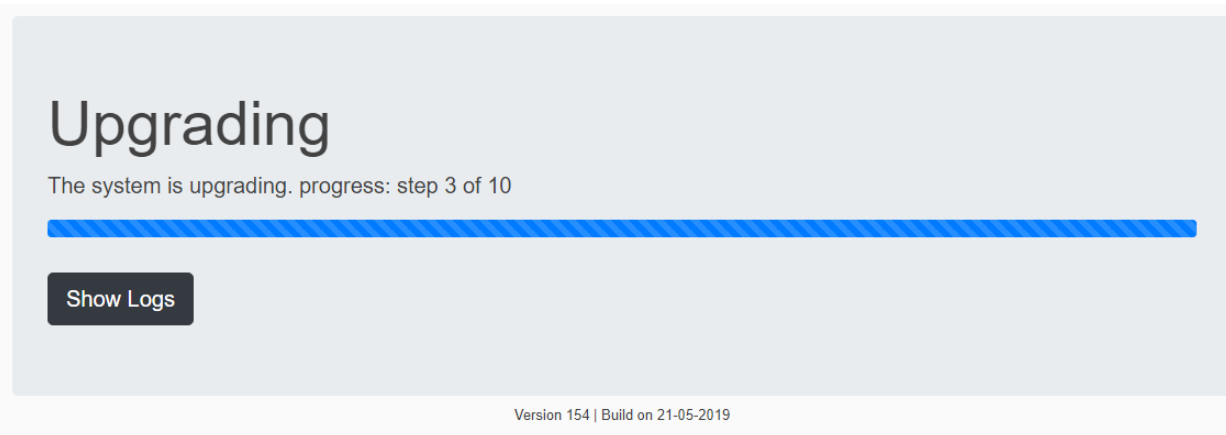 Upgrading
The system is upgrading. progress: step 3 of 10
Show Logs
Version 154 | Build on 21-05-2019